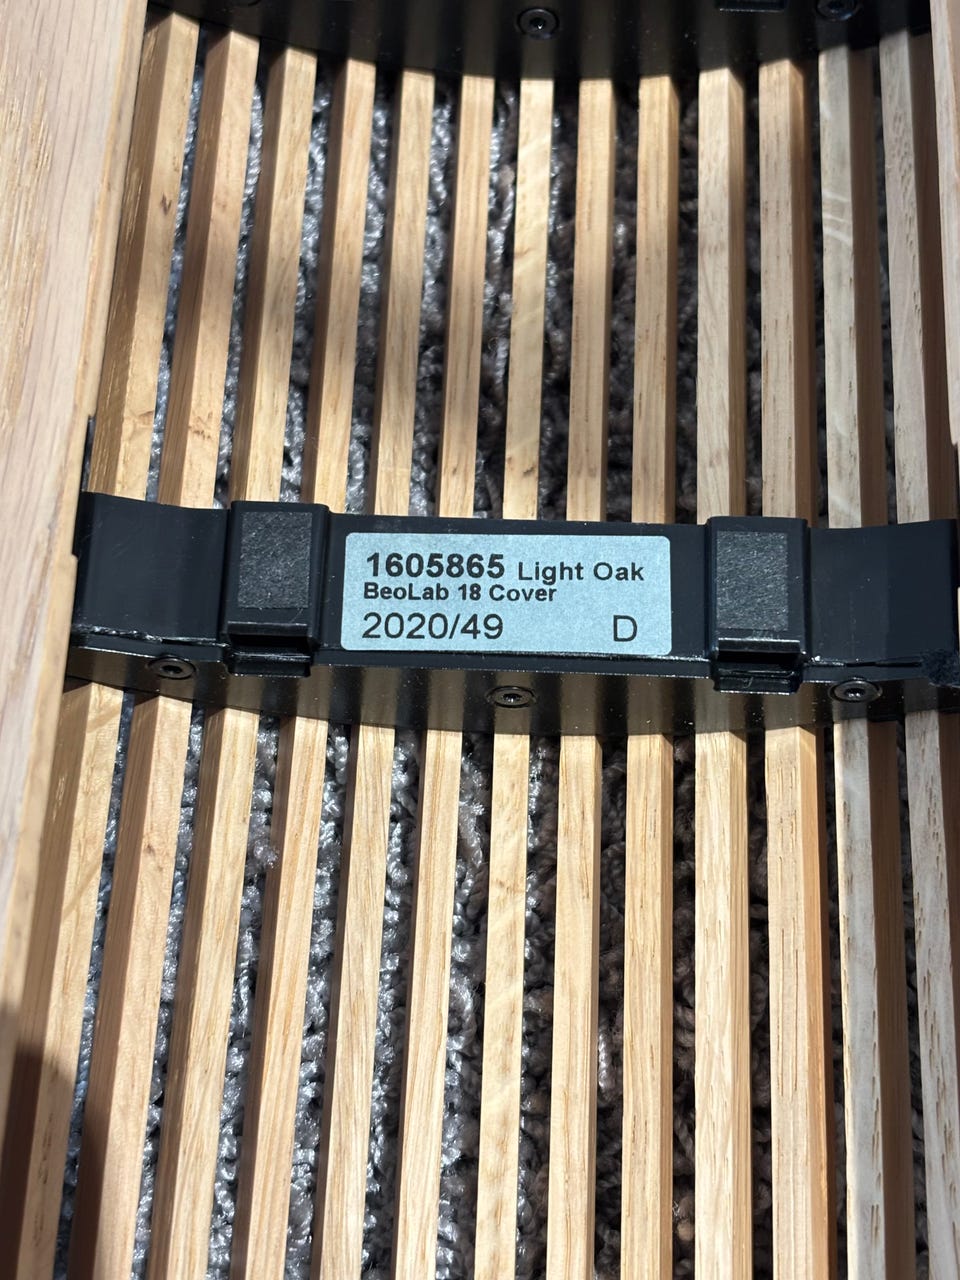 1605865 Light Oak
BeoLab 18 Cover
2020/49 D